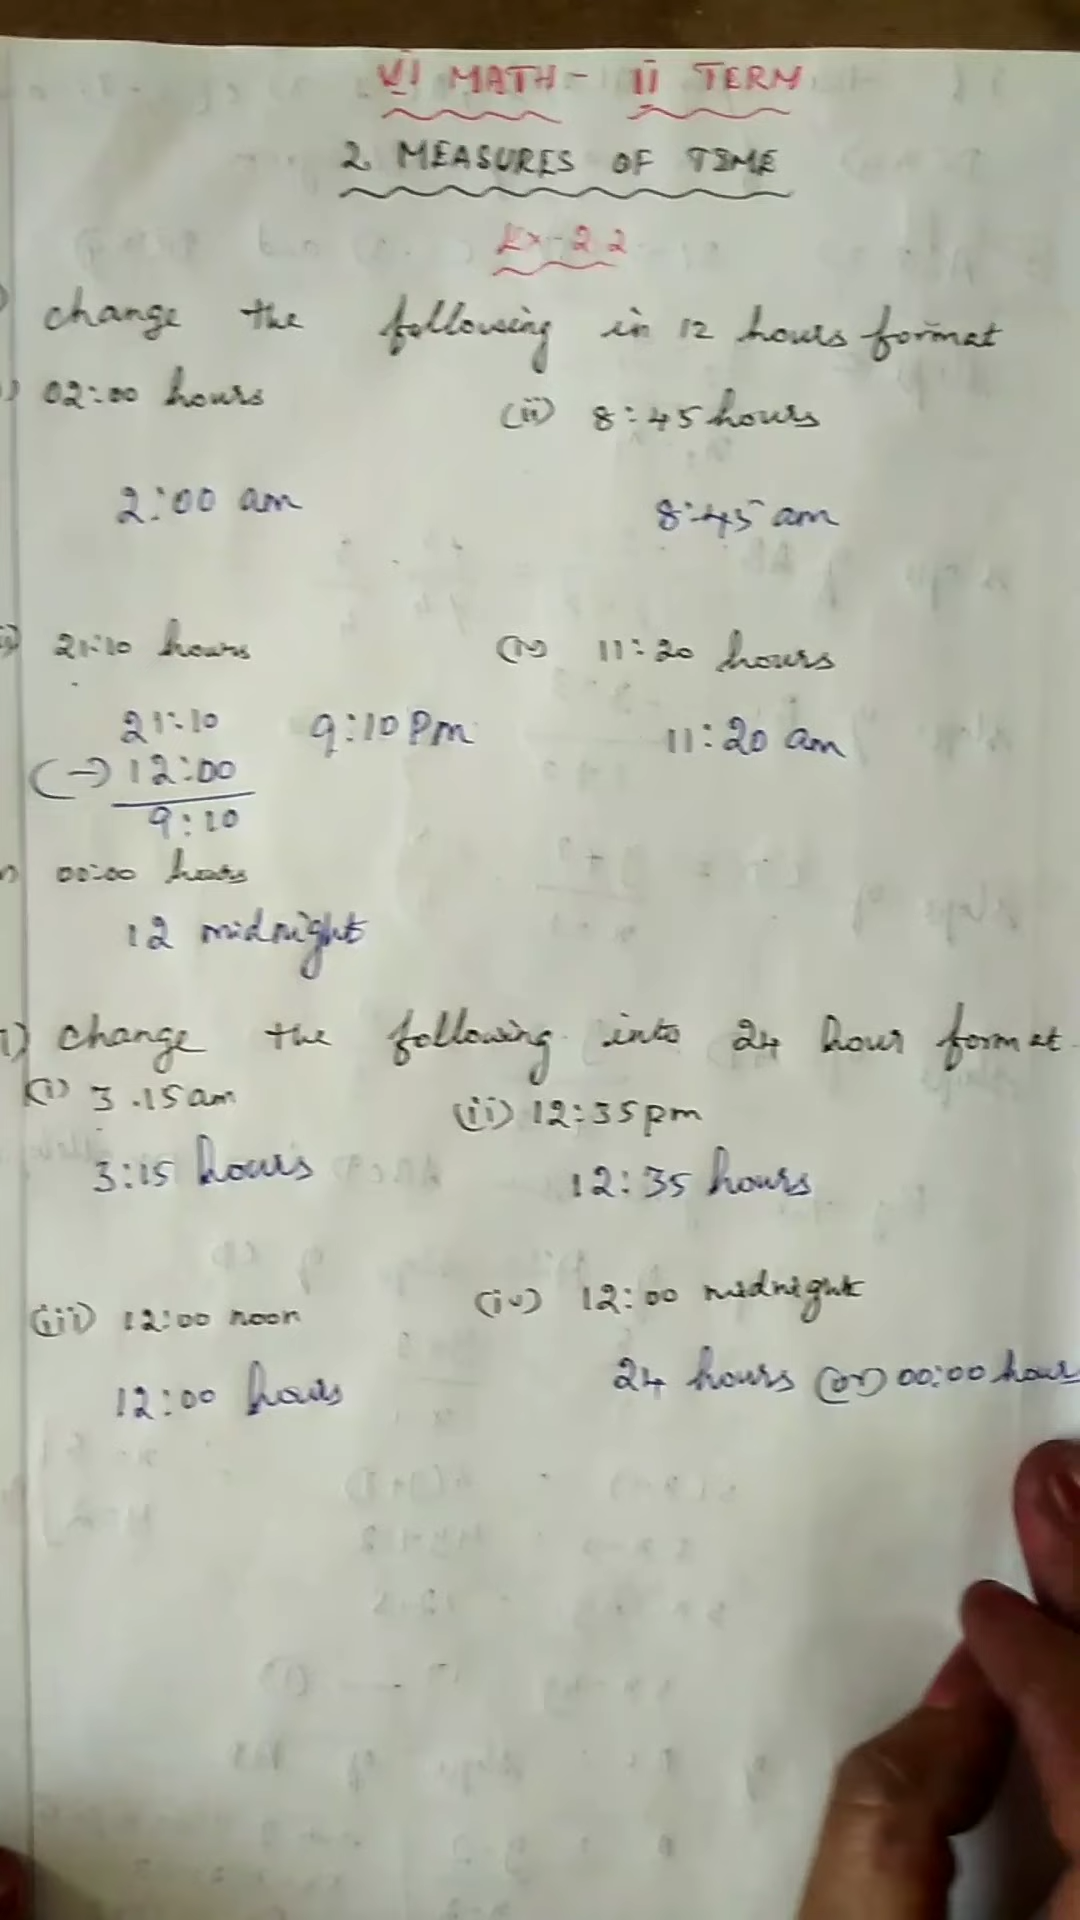 VI MATH - II TERM
2. MEASURES OF TIME
Ex-2.2
change the following in 12 hours format
02:00 hours (ii) 8:45 hours
2:00 am 8:45 am
21:10 hours (iv) 11:20 hours
21:10 9:10 Pm 11:20 am
(-) 12:00
9:10
00:00 hours
12 midnight
change the following into 24 hour format
(i) 3.15 am (ii) 12:35 pm
3:15 hours 12:35 hours
(iii) 12:00 noon (iv) 12:00 midnight
12:00 hours 24 hours (or) 00:00 hours